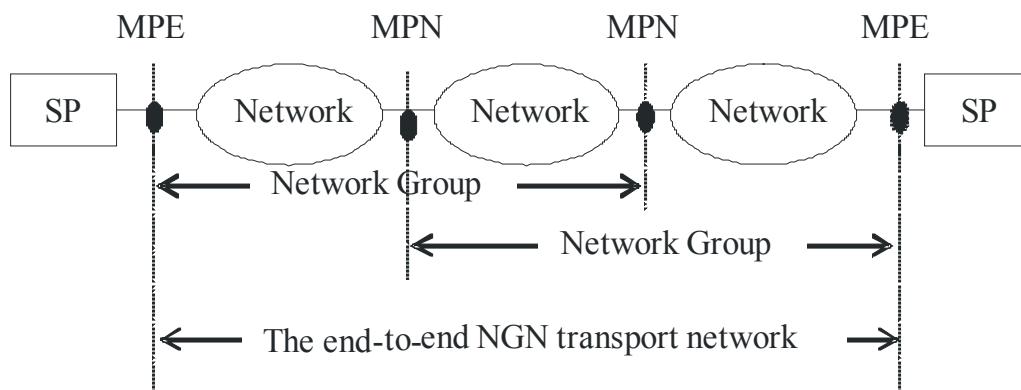 MPE MPN MPN MPE
SP Network Network Network SP
Network Group
Network Group
The end-to-end NGN transport network